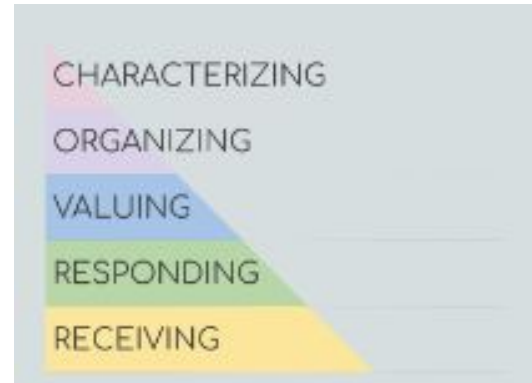 CHARACTERIZING
ORGANIZING
VALUING
RESPONDING
RECEIVING